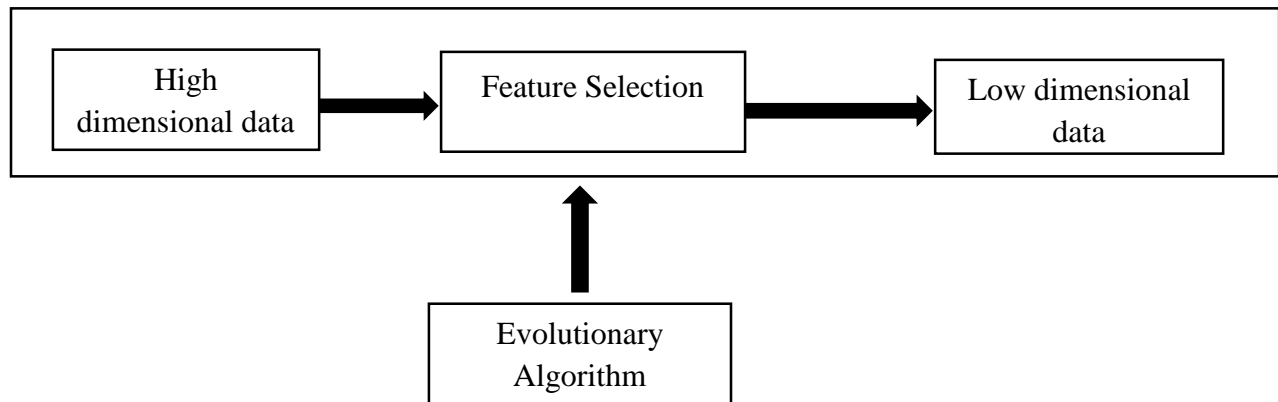 High
dimensional data
Feature Selection
Low dimensional
data
Evolutionary
Algorithm